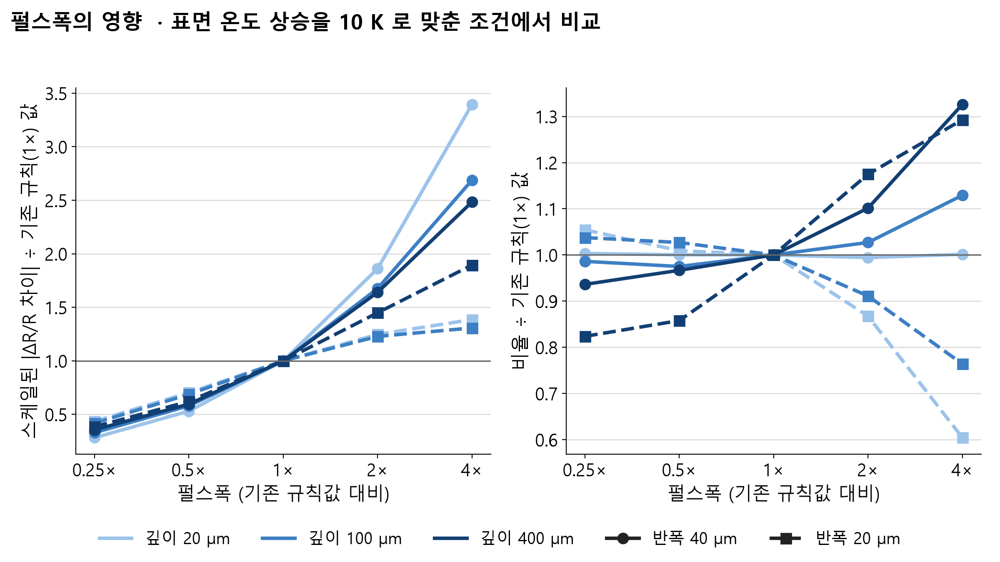 펄스폭의 영향 · 표면 온도 상승을 10 K 로 맞춘 조건에서 비교
스케일된 |ΔR/R 차이| ÷ 기존 규칙(1×) 값
3.5
3.0
2.5
2.0
1.5
1.0
0.5
0.25×
0.5×
1×
2×
4×
펄스폭 (기존 규칙값 대비)
비율 ÷ 기존 규칙(1×) 값
1.3
1.2
1.1
1.0
0.9
0.8
0.7
0.6
0.25×
0.5×
1×
2×
4×
펄스폭 (기존 규칙값 대비)
깊이 20 μm
깊이 100 μm
깊이 400 μm
반폭 40 μm
반폭 20 μm